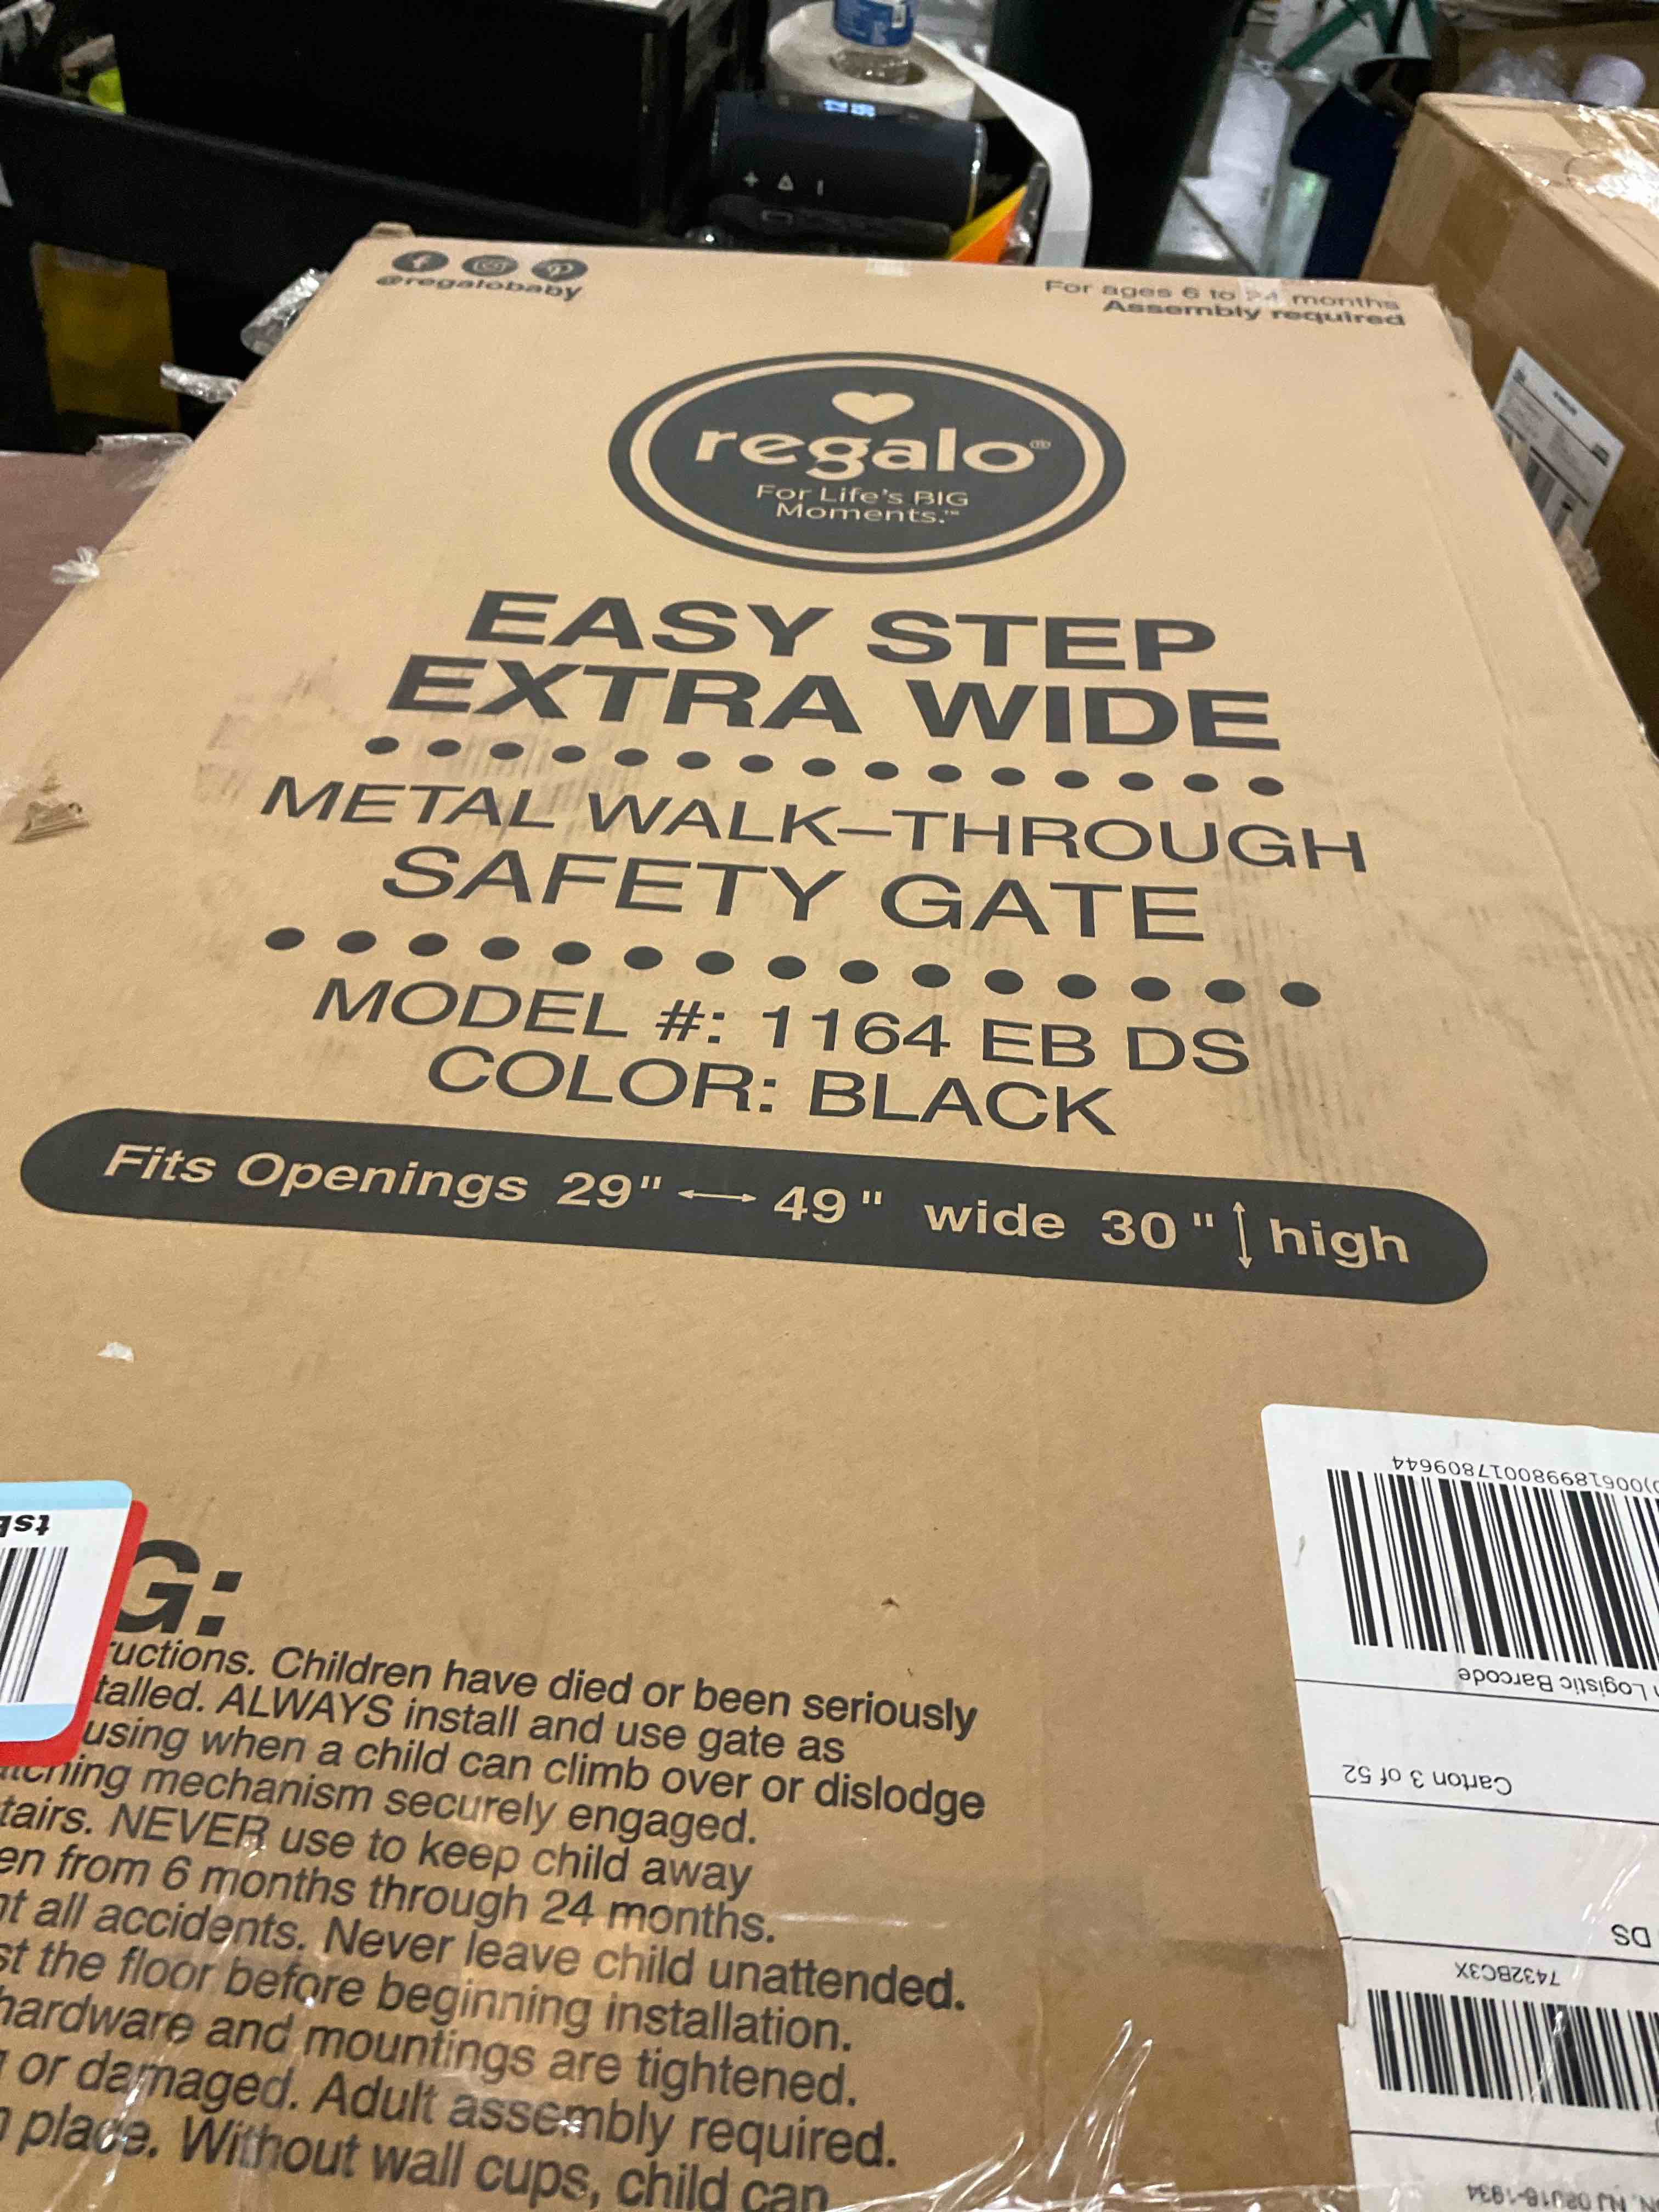 @regalobaby
For ages 6 to 24 months
Assembly required
regalo®
For Life's BIG
Moments.™
EASY STEP
EXTRA WIDE
METAL WALK–THROUGH
SAFETY GATE
MODEL #: 1164 EB DS
COLOR: BLACK
Fits Openings 29" ⟷ 49" wide 30" ↕ high
G:
ructions. Children have died or been seriously
talled. ALWAYS install and use gate as
using when a child can climb over or dislodge
mechanism securely engaged.
tairs. NEVER use to keep child away
en from 6 months through 24 months.
nt all accidents. Never leave child unattended.
st the floor before beginning installation.
hardware and mountings are tightened.
or damaged. Adult assembly required.
place. Without wall cups, child can
)006189980017809644
Logistic Barcode
Carton 3 of 52
DS
7432BC3X